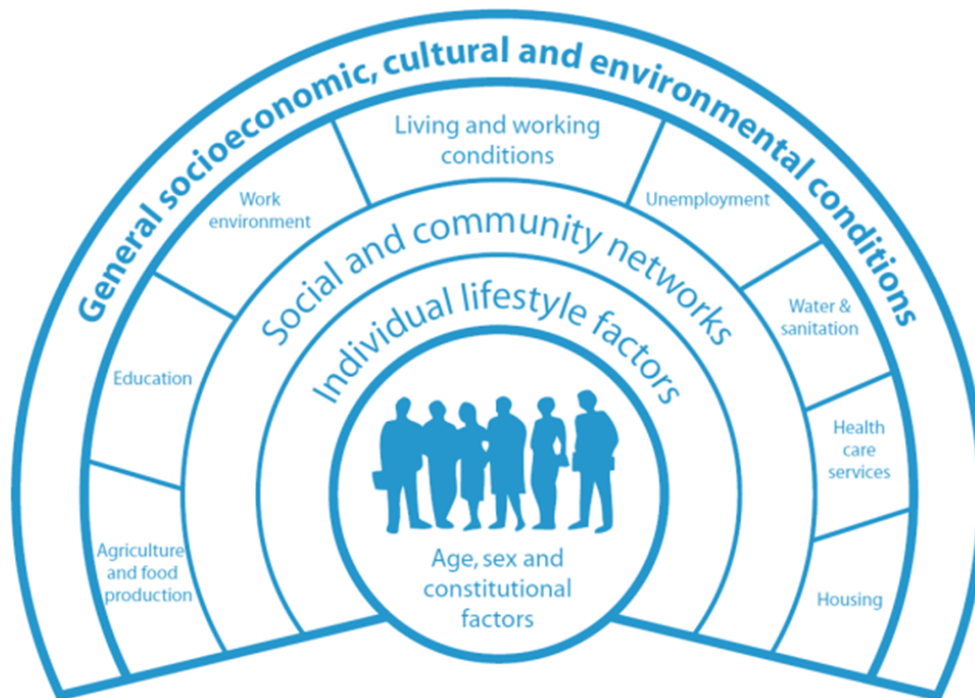 General socioeconomic, cultural and environmental conditions
Living and working
conditions
Work
environment
Unemployment
Education
Water &
sanitation
Agriculture
and food
production
Health
care
services
Housing
Social and community networks
Individual lifestyle factors
Age, sex and
constitutional
factors